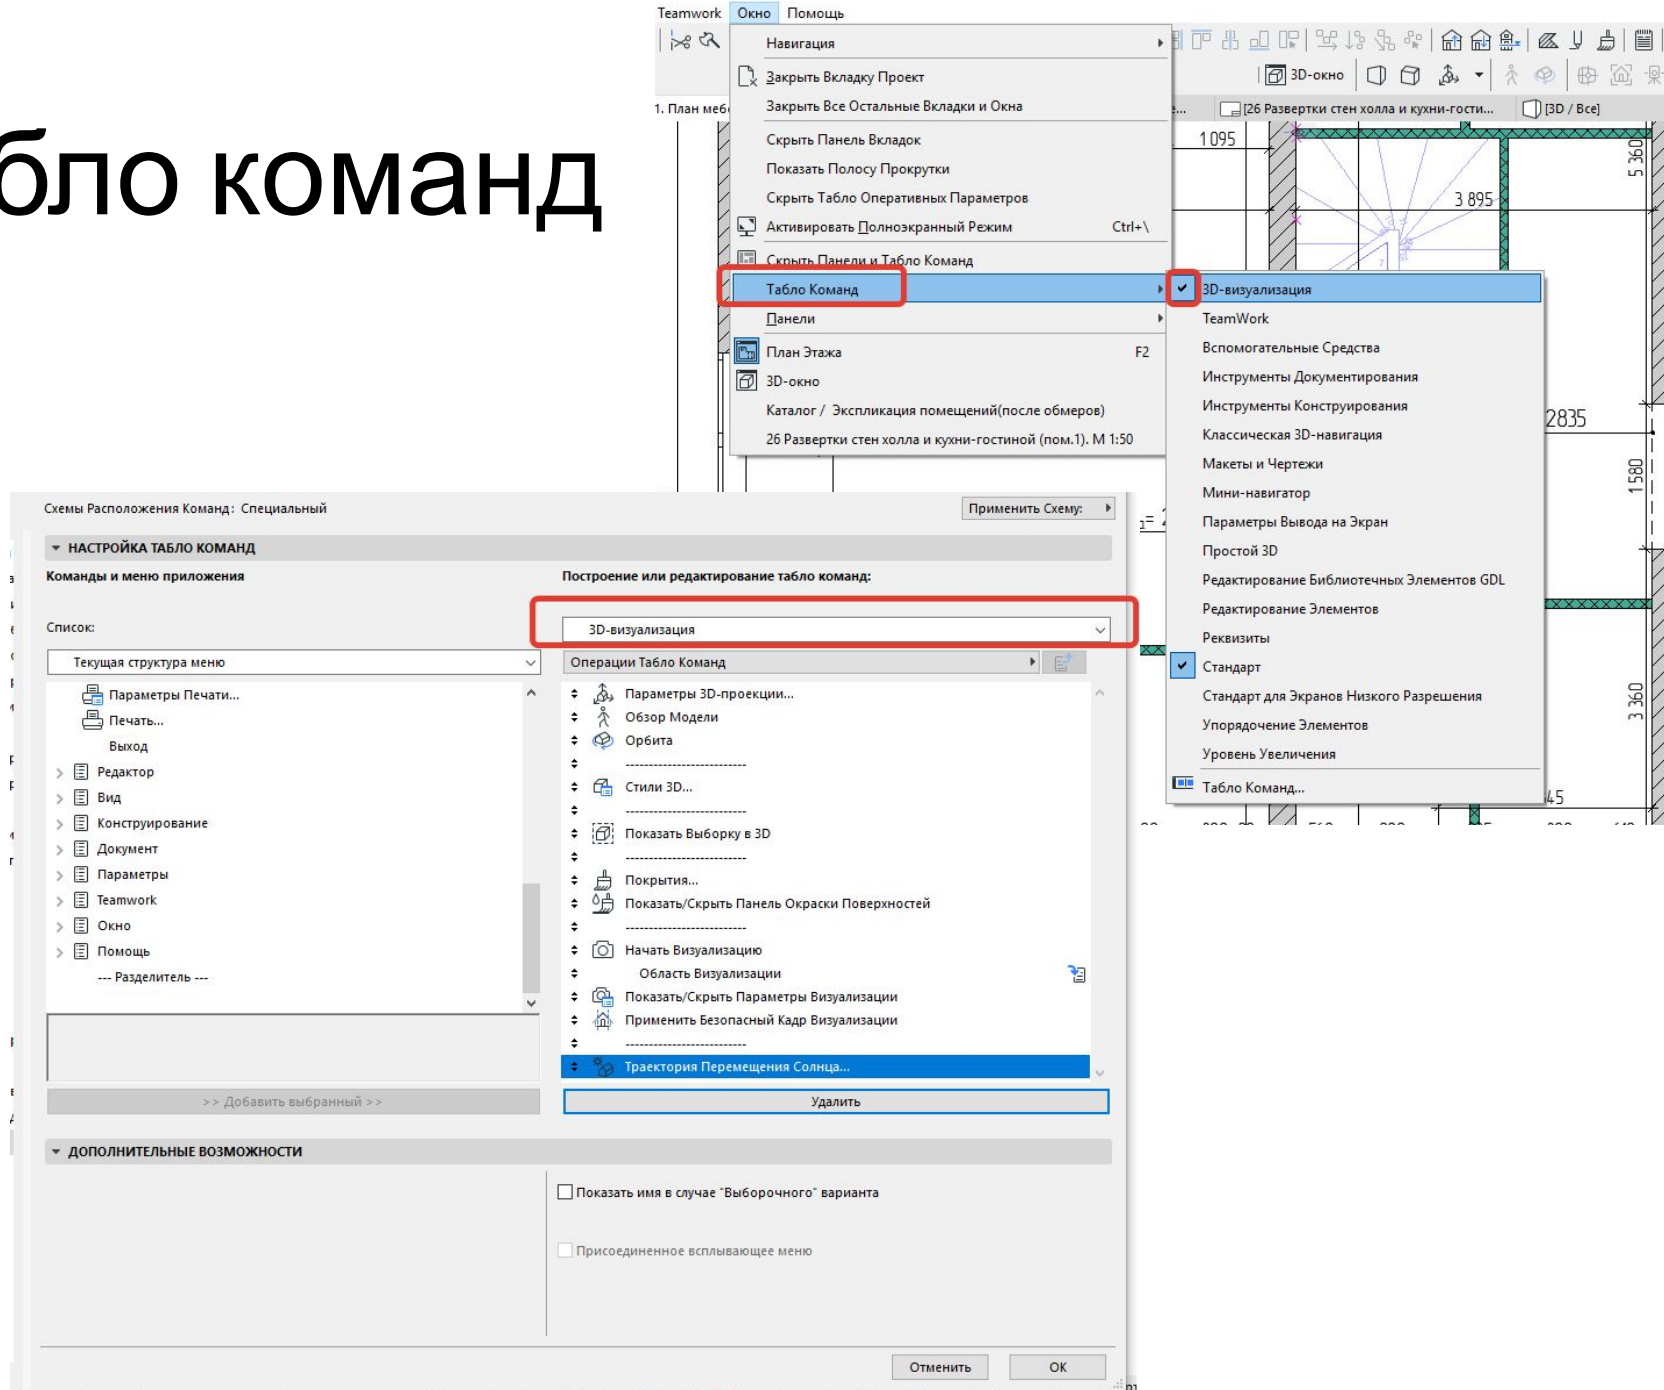 бло команд
Teamwork Окно Помощь
3D-окно
1. План меб
[26 Развертки стен холла и кухни-гости...
[3D / Все]
Навигация
Закрыть Вкладку Проект
Закрыть Все Остальные Вкладки и Окна
Скрыть Панель Вкладок
Показать Полосу Прокрутки
Скрыть Табло Оперативных Параметров
Активировать Полноэкранный Режим Ctrl+\
Скрыть Панели и Табло Команд
Табло Команд
Панели
План Этажа F2
3D-окно
Каталог / Экспликация помещений(после обмеров)
26 Развертки стен холла и кухни-гостиной (пом.1). М 1:50
3D-визуализация
TeamWork
Вспомогательные Средства
Инструменты Документирования
Инструменты Конструирования
Классическая 3D-навигация
Макеты и Чертежи
Мини-навигатор
Параметры Вывода на Экран
Простой 3D
Редактирование Библиотечных Элементов GDL
Редактирование Элементов
Реквизиты
Стандарт
Стандарт для Экранов Низкого Разрешения
Упорядочение Элементов
Уровень Увеличения
Табло Команд...
1 095
3 895
5 360
2835
1 580
3 360
45
Схемы Расположения Команд: Специальный
Применить Схему:
НАСТРОЙКА ТАБЛО КОМАНД
Команды и меню приложения
Список:
Текущая структура меню
Параметры Печати...
Печать...
Выход
Редактор
Вид
Конструирование
Документ
Параметры
Teamwork
Окно
Помощь
--- Разделитель ---
>> Добавить выбранный >>
Построение или редактирование табло команд:
3D-визуализация
Операции Табло Команд
Параметры 3D-проекции...
Обзор Модели
Орбита
--------------------------
Стили 3D...
--------------------------
Показать Выборку в 3D
--------------------------
Покрытия...
Показать/Скрыть Панель Окраски Поверхностей
--------------------------
Начать Визуализацию
Область Визуализации
Показать/Скрыть Параметры Визуализации
Применить Безопасный Кадр Визуализации
--------------------------
Траектория Перемещения Солнца...
Удалить
ДОПОЛНИТЕЛЬНЫЕ ВОЗМОЖНОСТИ
Показать имя в случае "Выборочного" варианта
Присоединенное всплывающее меню
Отменить
OK